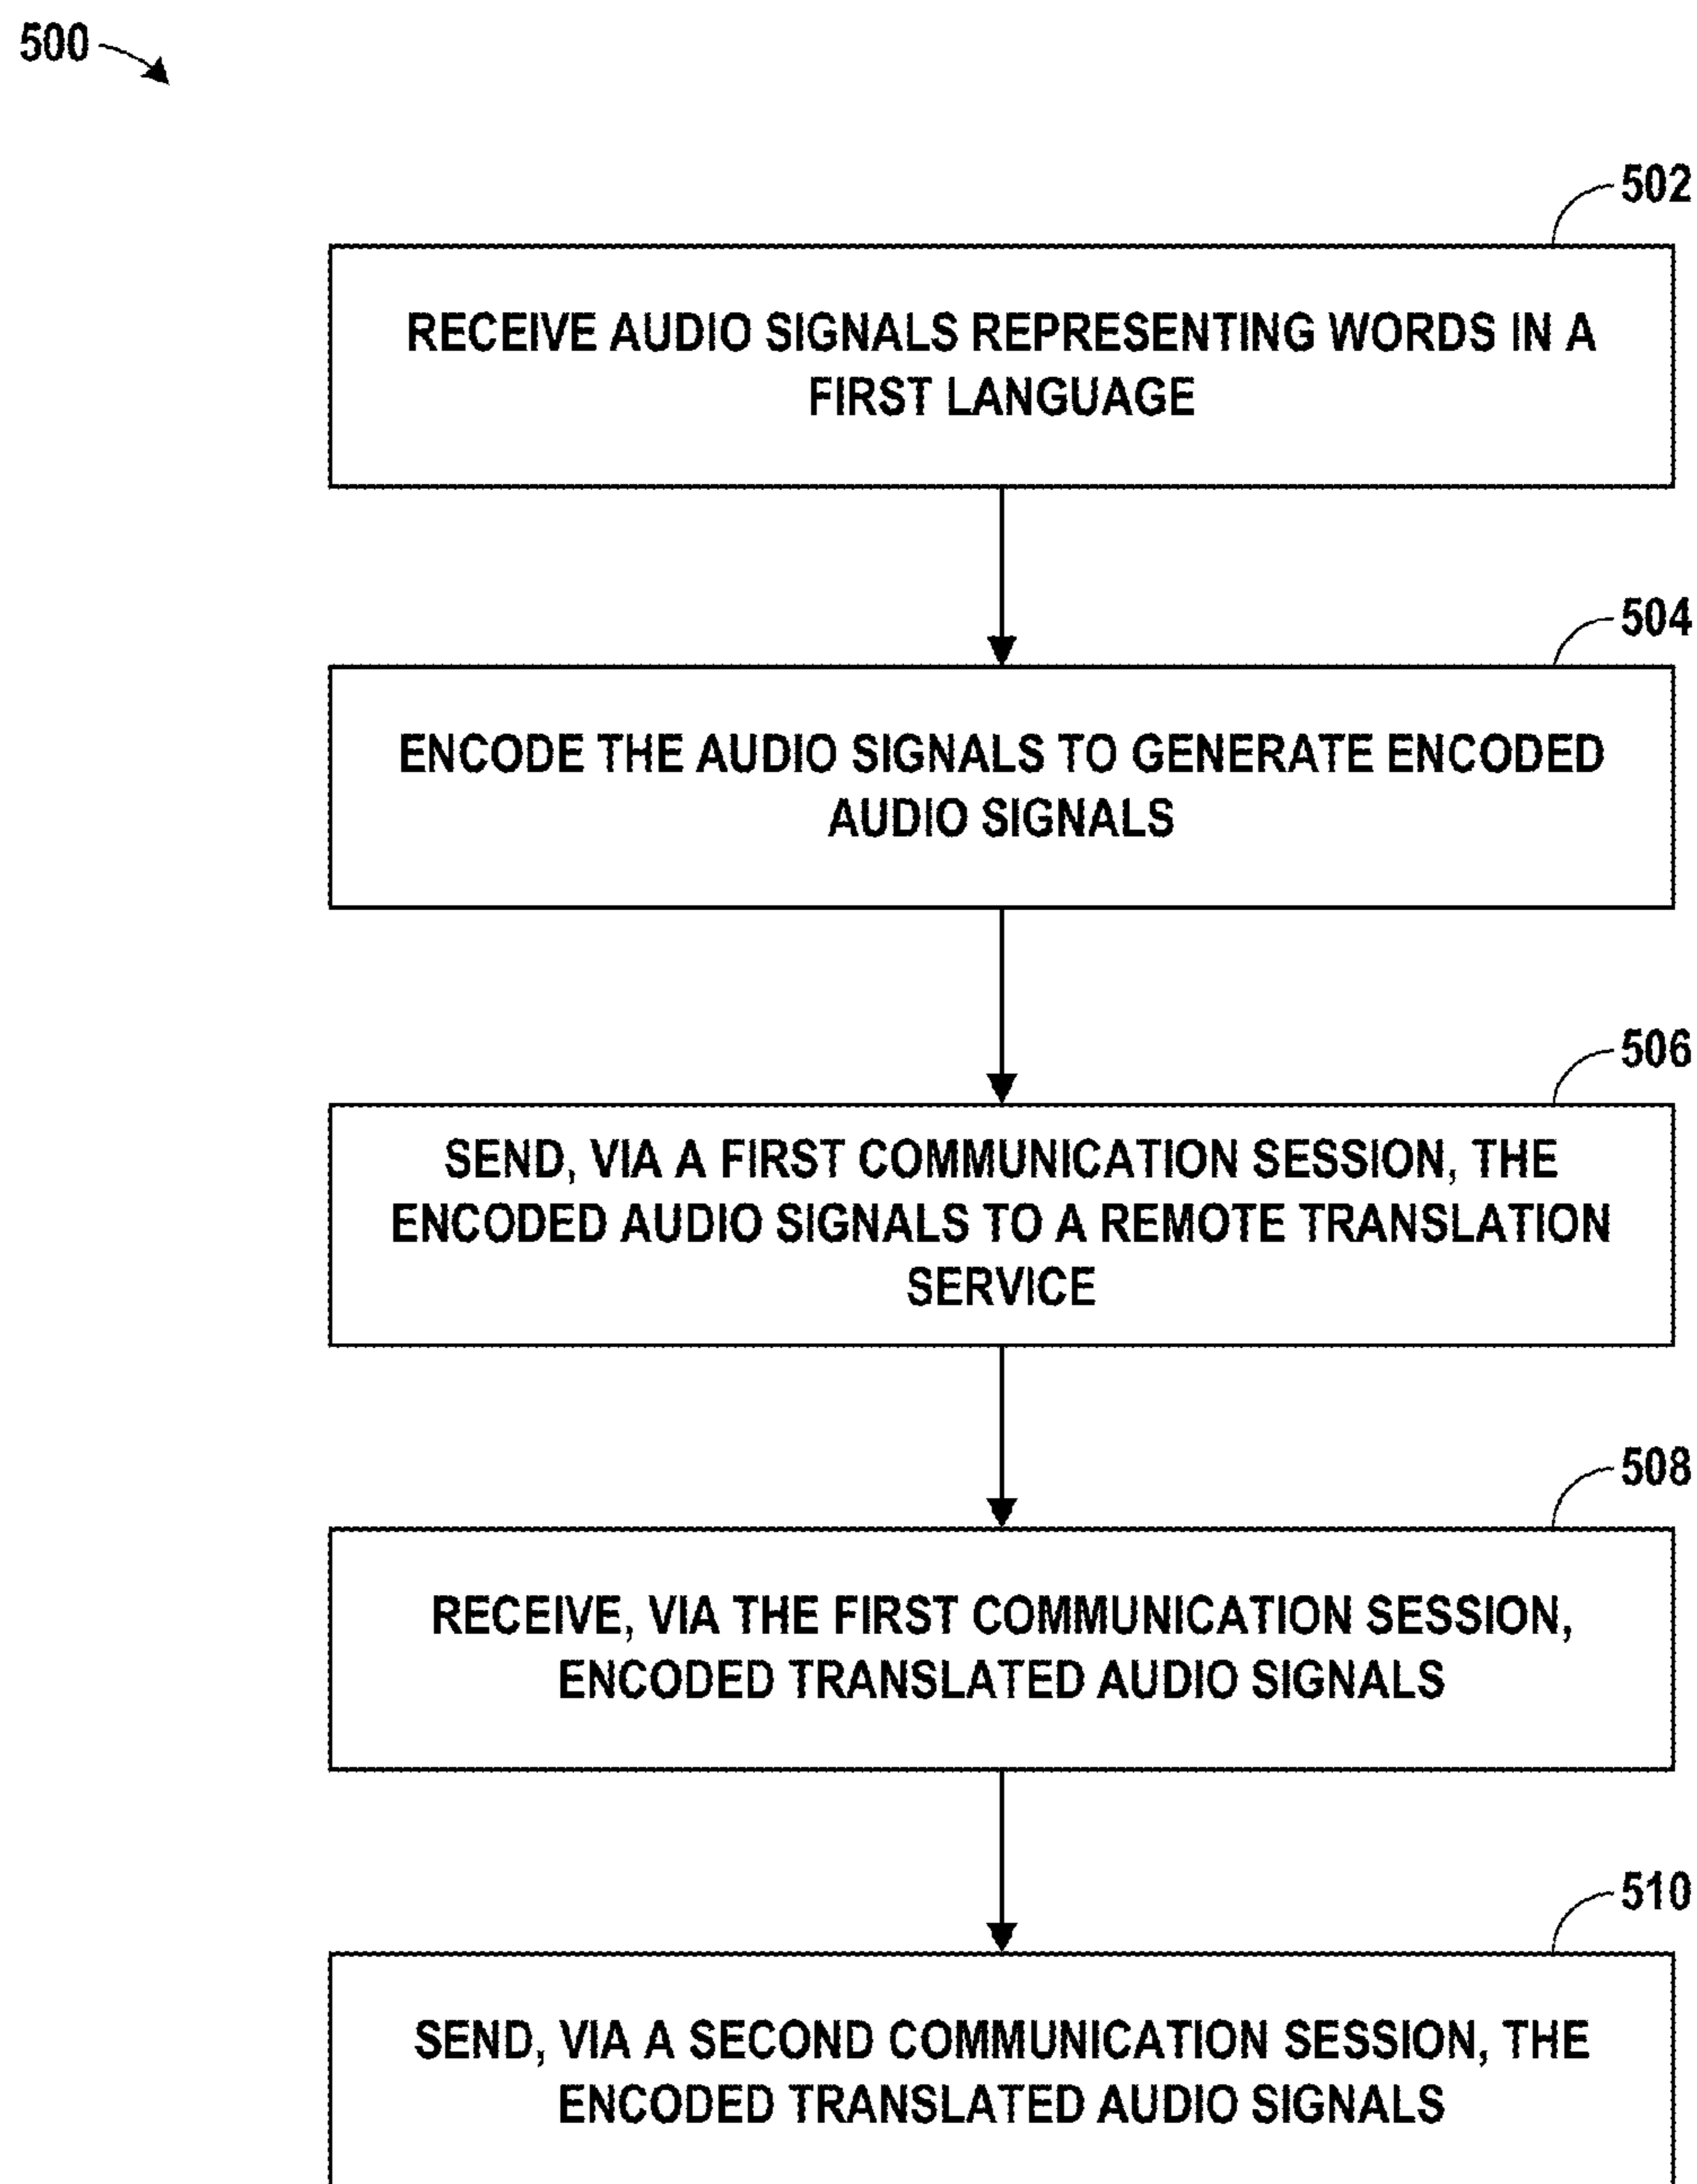 500
502
RECEIVE AUDIO SIGNALS REPRESENTING WORDS IN A
FIRST LANGUAGE
504
ENCODE THE AUDIO SIGNALS TO GENERATE ENCODED
AUDIO SIGNALS
506
SEND, VIA A FIRST COMMUNICATION SESSION, THE
ENCODED AUDIO SIGNALS TO A REMOTE TRANSLATION
SERVICE
508
RECEIVE, VIA THE FIRST COMMUNICATION SESSION,
ENCODED TRANSLATED AUDIO SIGNALS
510
SEND, VIA A SECOND COMMUNICATION SESSION, THE
ENCODED TRANSLATED AUDIO SIGNALS